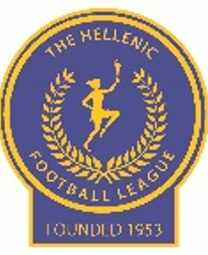 THE HELLENIC
FOOTBALL LEAGUE
FOUNDED 1953